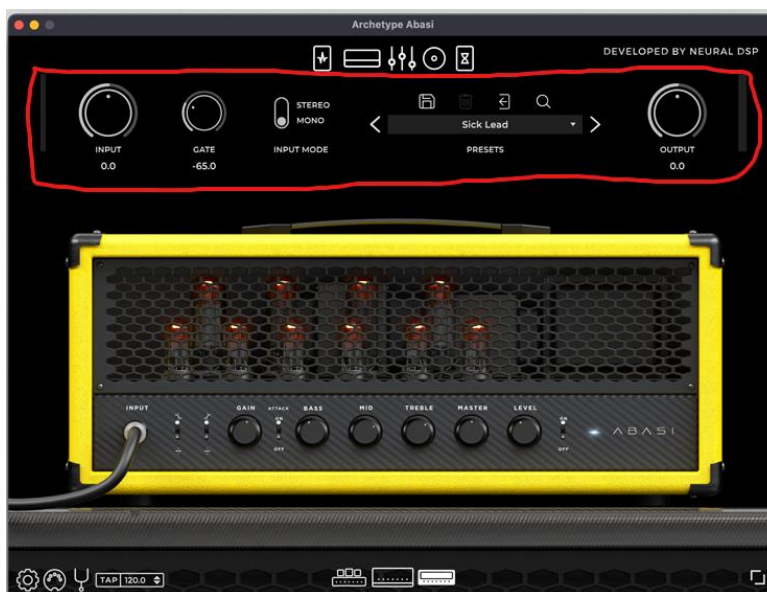 Archetype Abasi
DEVELOPED BY NEURAL DSP
STEREO
MONO
Sick Lead
INPUT
GATE
INPUT MODE
PRESETS
OUTPUT
0.0
-65.0
0.0
INPUT
GAIN
ATTACK
ON
OFF
BASS
MID
TREBLE
MASTER
LEVEL
ON
OFF
ABASI
TAP 120.0